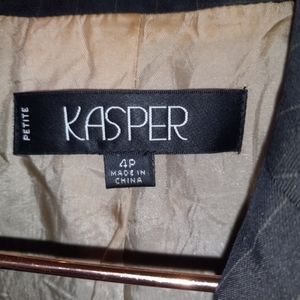 PETITE
KASPER
4P
MADE IN
CHINA